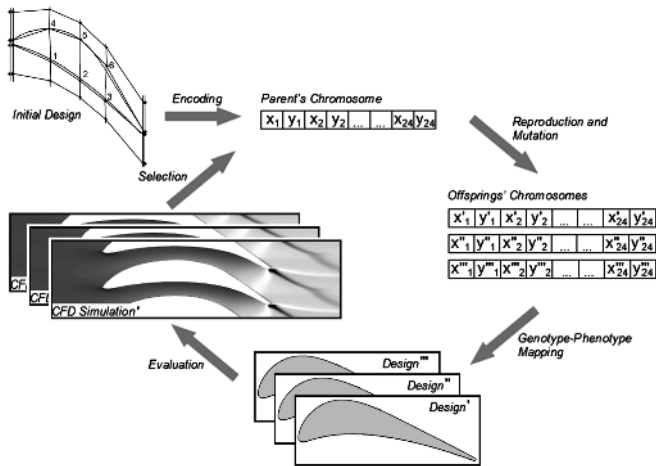 4
5
6
1
2
3
Initial Design
Encoding
Parent's Chromosome
x1 y1 x2 y2 ... ... x24 y24
Reproduction and
Mutation
Selection
Offsprings' Chromosomes
x'1 y'1 x'2 y'2 ... ... x'24 y'24
x"1 y"1 x"2 y"2 ... ... x"24 y"24
x"'1 y""1 x"'2 y"'2 ... ... x"'24 y"'24
CFD
CFD
CFD Simulation'
Genotype-Phenotype
Mapping
Evaluation
Design"'
Design"
Design'